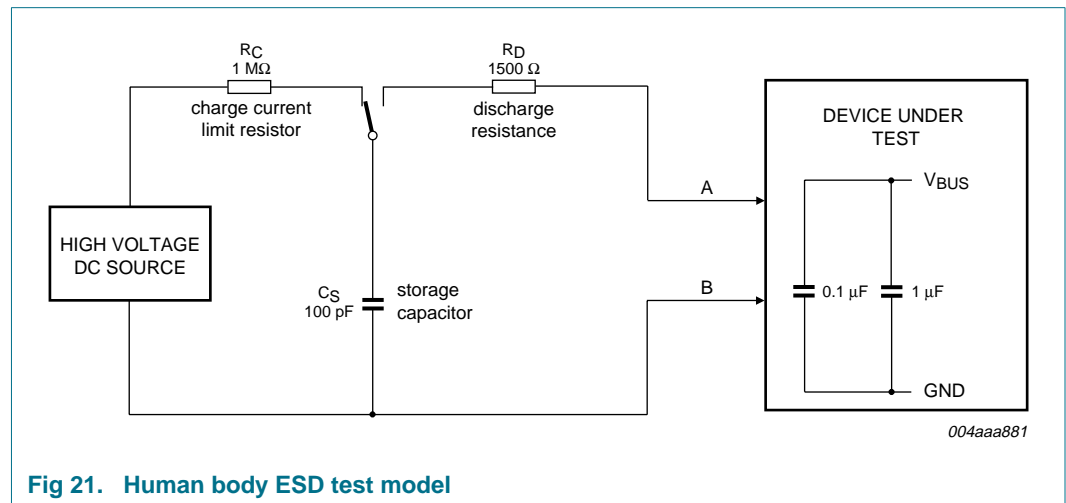 RC
1 MΩ
charge current
limit resistor
RD
1500 Ω
discharge
resistance
DEVICE UNDER
TEST
VBUS
A
HIGH VOLTAGE
DC SOURCE
CS
100 pF
storage
capacitor
B
0.1 μF
1 μF
GND
004aaa881
Fig 21. Human body ESD test model